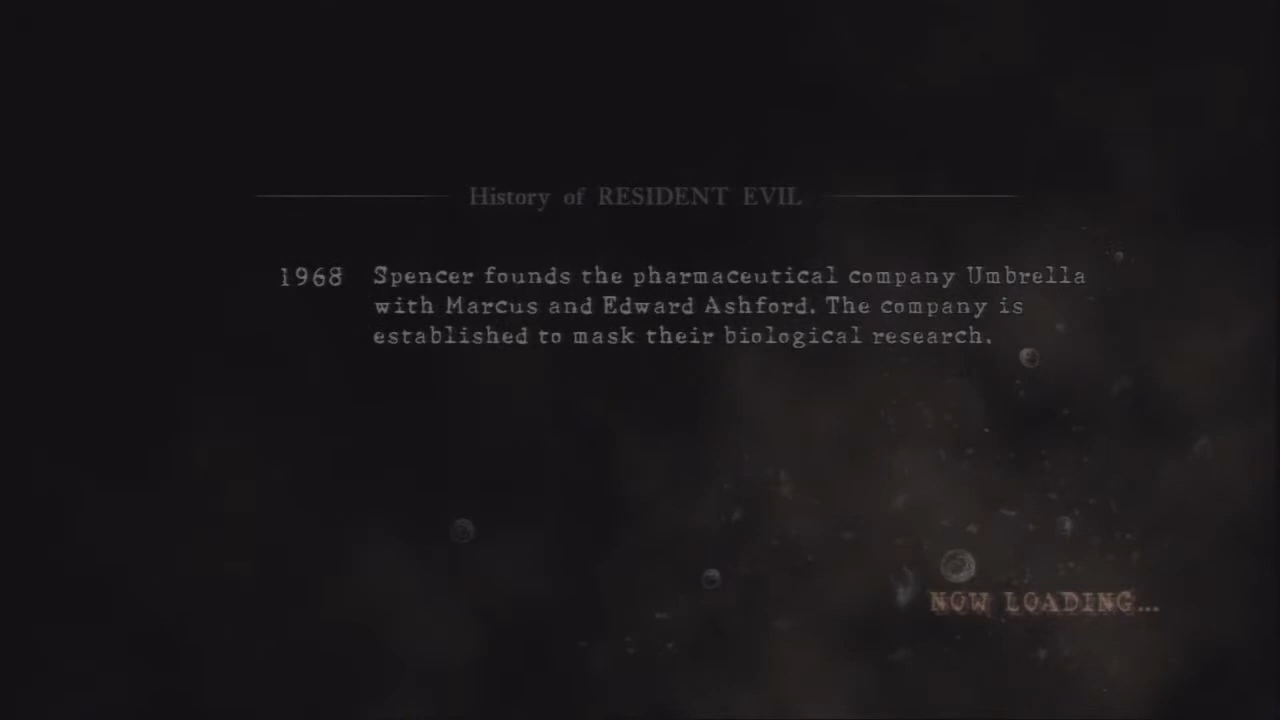 History of RESIDENT EVIL
1968 Spencer founds the pharmaceutical company Umbrella
with Marcus and Edward Ashford. The company is
established to mask their biological research.
NOW LOADING...